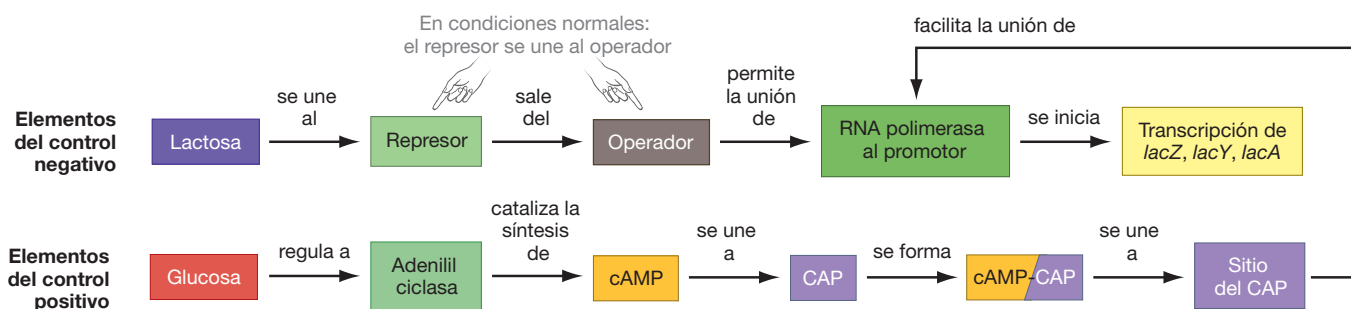 En condiciones normales:
el represor se une al operador
facilita la unión de
Elementos
del control
negativo
Lactosa
se une
al
Represor
sale
del
Operador
permite
la unión
de
RNA polimerasa
al promotor
se inicia
Transcripción de
lacZ, lacY, lacA
Elementos
del control
positivo
Glucosa
regula a
Adenilil
ciclasa
cataliza la
síntesis
de
cAMP
se une
a
CAP
se forma
cAMP-CAP
se une
a
Sitio
del CAP